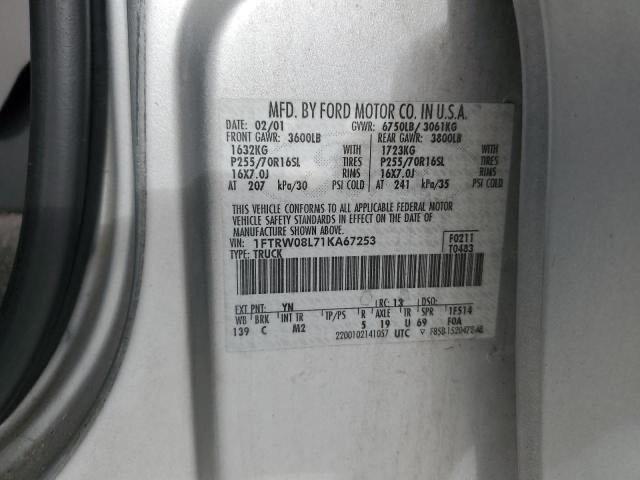 MFD. BY FORD MOTOR CO. IN U.S.A.
DATE: 02/01 GVWR: 6750LB/ 3061KG
FRONT GAWR: 3600LB REAR GAWR: 3800LB
1632KG WITH 1723KG WITH
P255/70R16SL TIRES P255/70R16SL TIRES
16X7.0J RIMS 16X7.0J RIMS
AT 207 kPa/30 PSI COLD AT 241 kPa/35 PSI COLD
THIS VEHICLE CONFORMS TO ALL APPLICABLE FEDERAL MOTOR
VEHICLE SAFETY STANDARDS IN EFFECT ON THE DATE OF
MANUFACTURE SHOWN ABOVE.
VIN: 1FTRW08L71KA67253 F0211
TYPE: TRUCK T0483
EXT PNT: YN RC: 13 DSO:
WB BRK INT TR TP/PS R AXLE TR SPR 1F514
139 C M2 5 19 U 69 F0A
2200102141057 UTC